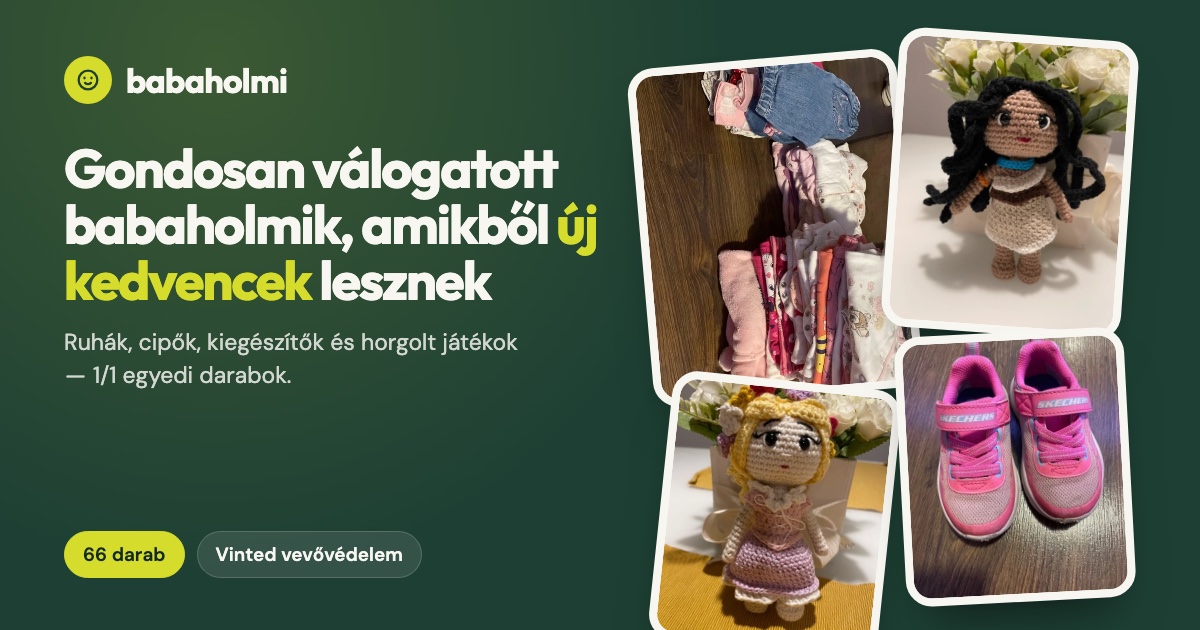 babaholmi
Gondosan válogatott
babaholmik, amikből új
kedvencek lesznek
Ruhák, cipők, kiegészítők és horgolt játékok
— 1/1 egyedi darabok.
66 darab
Vinted vevővédelem
SKECHERS
SKECHERS